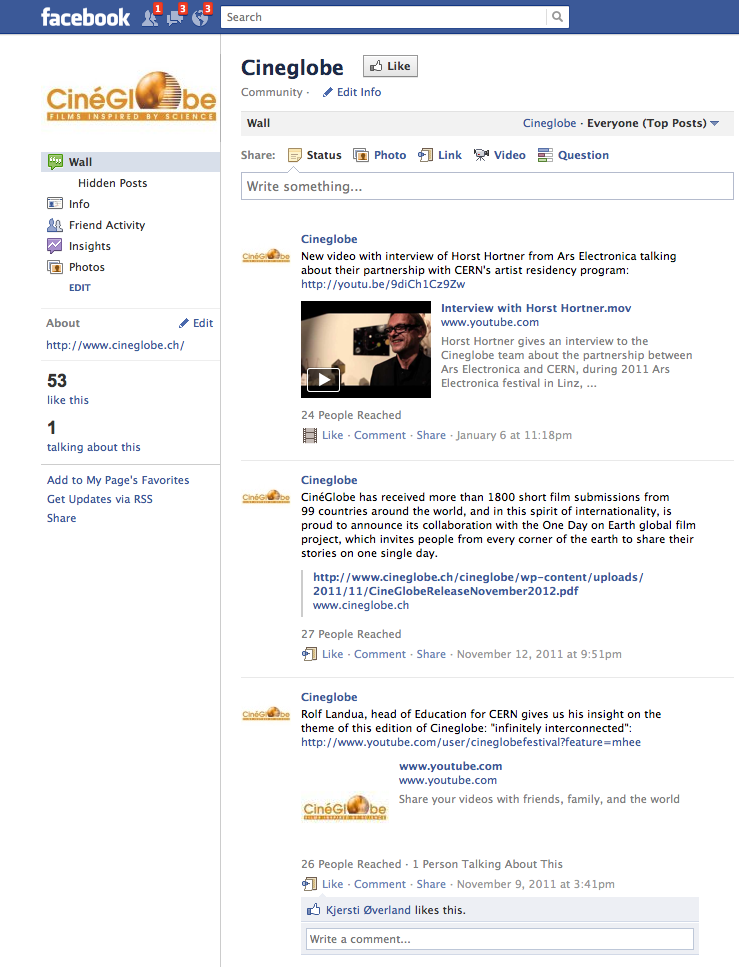 facebook
1
3
3
Search
CinéGlobe
FILMS INSPIRED BY SCIENCE
Wall
Hidden Posts
Info
Friend Activity
Insights
Photos
EDIT
About
Edit
http://www.cineglobe.ch/
53
like this
1
talking about this
Add to My Page's Favorites
Get Updates via RSS
Share
Cineglobe
Like
Community ·
Edit Info
Wall
Cineglobe · Everyone (Top Posts)
Share:
Status
Photo
Link
Video
Question
Write something...
CinéGlobe
Cineglobe
New video with interview of Horst Hortner from Ars Electronica talking
about their partnership with CERN's artist residency program:
http://youtu.be/9diCh1Cz9Zw
Interview with Horst Hortner.mov
www.youtube.com
Horst Hortner gives an interview to the
Cineglobe team about the partnership between
Ars Electronica and CERN, during 2011 Ars
Electronica festival in Linz, ...
24 People Reached
Like · Comment · Share · January 6 at 11:18pm
CinéGlobe
Cineglobe
CinéGlobe has received more than 1800 short film submissions from
99 countries around the world, and in this spirit of internationality, is
proud to announce its collaboration with the One Day on Earth global film
project, which invites people from every corner of the earth to share their
stories on one single day.
http://www.cineglobe.ch/cineglobe/wp-content/uploads/
2011/11/CineGlobeReleaseNovember2012.pdf
www.cineglobe.ch
27 People Reached
Like · Comment · Share · November 12, 2011 at 9:51pm
CinéGlobe
Cineglobe
Rolf Landua, head of Education for CERN gives us his insight on the
theme of this edition of Cineglobe: "infinitely interconnected":
http://www.youtube.com/user/cineglobefestival?feature=mhee
www.youtube.com
www.youtube.com
Share your videos with friends, family, and the world
CinéGlobe
FILMS INSPIRED BY SCIENCE
26 People Reached · 1 Person Talking About This
Like · Comment · Share · November 9, 2011 at 3:41pm
Kjersti Øverland likes this.
Write a comment...